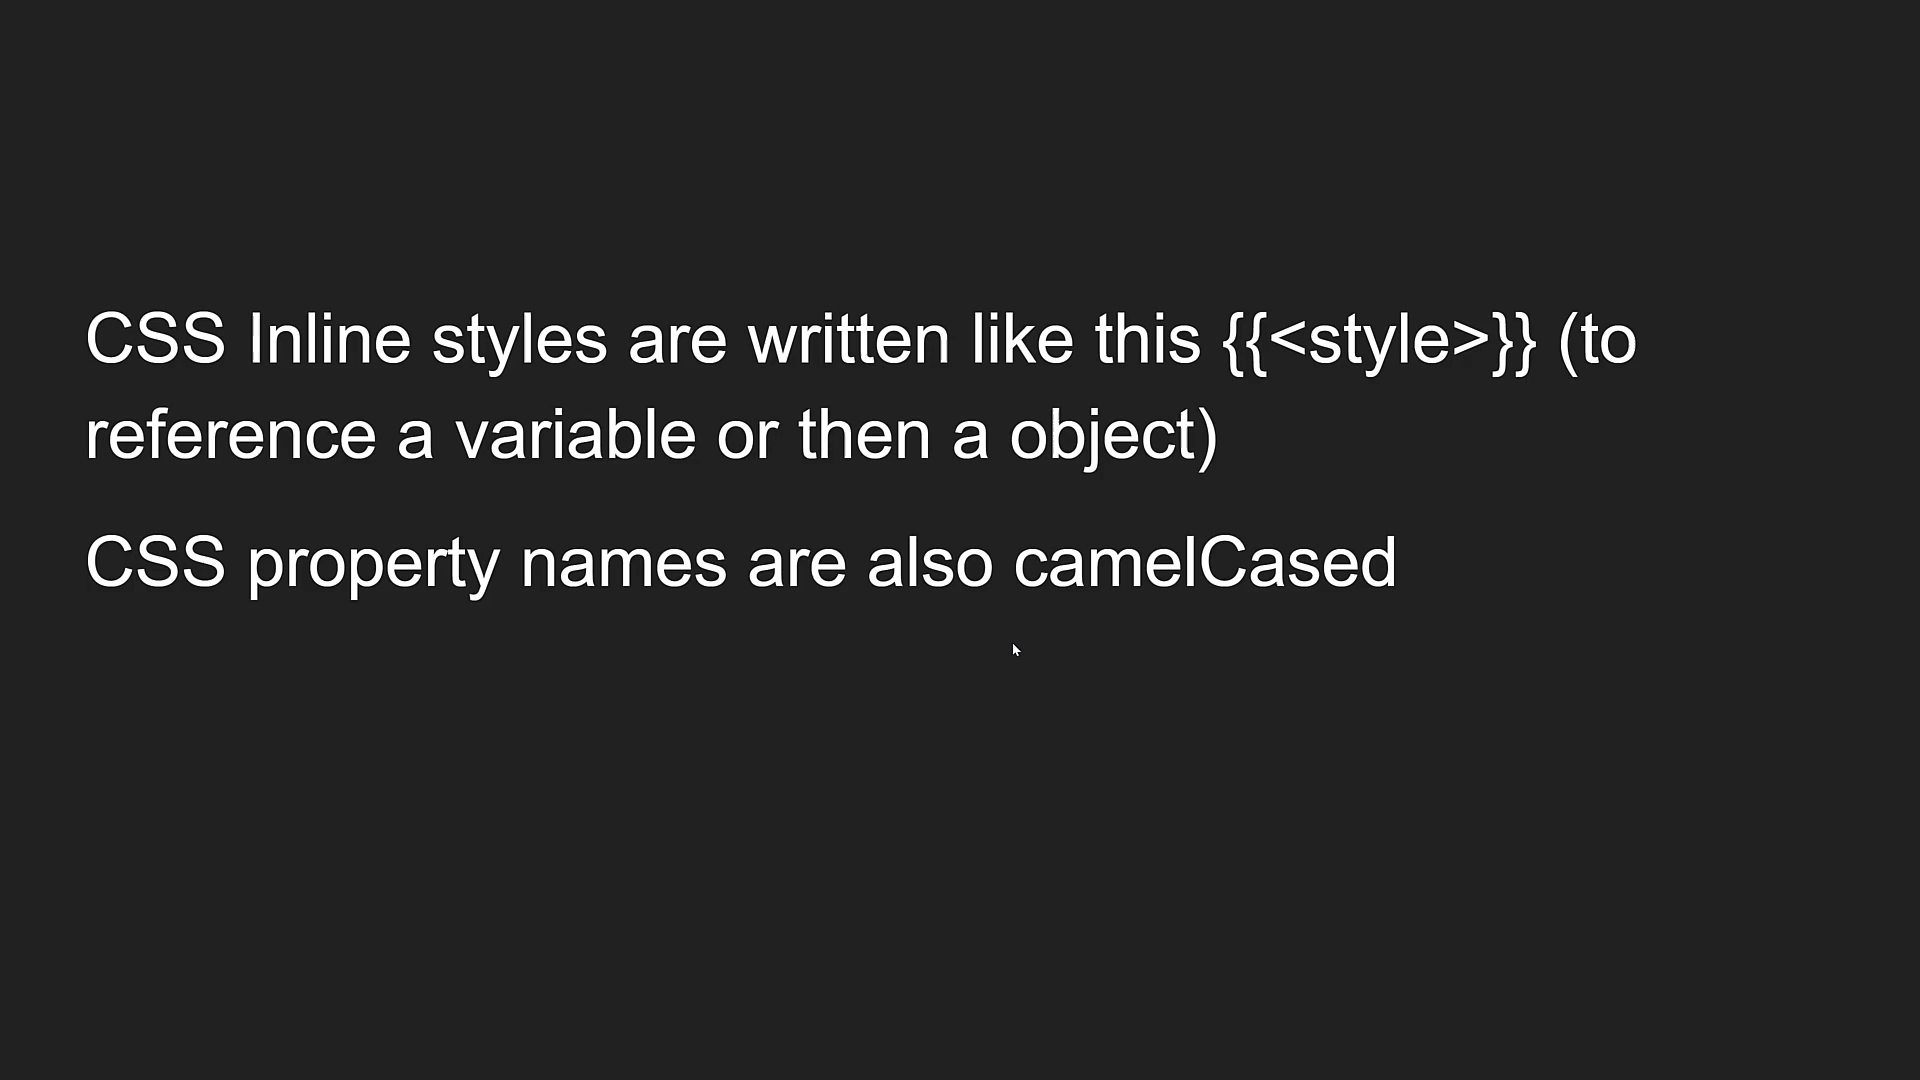 CSS Inline styles are written like this {{<style>}} (to
reference a variable or then a object)
CSS property names are also camelCased